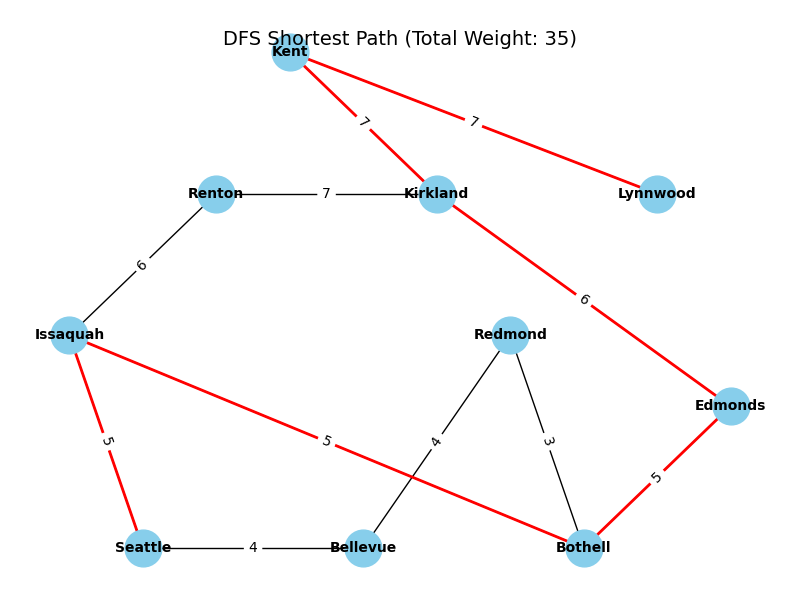 DFS Shortest Path (Total Weight: 35)
Kent
7
7
Renton
7
Kirkland
Lynnwood
6
6
Issaquah
Redmond
Edmonds
5
5
4
3
5
Seattle
4
Bellevue
Bothell